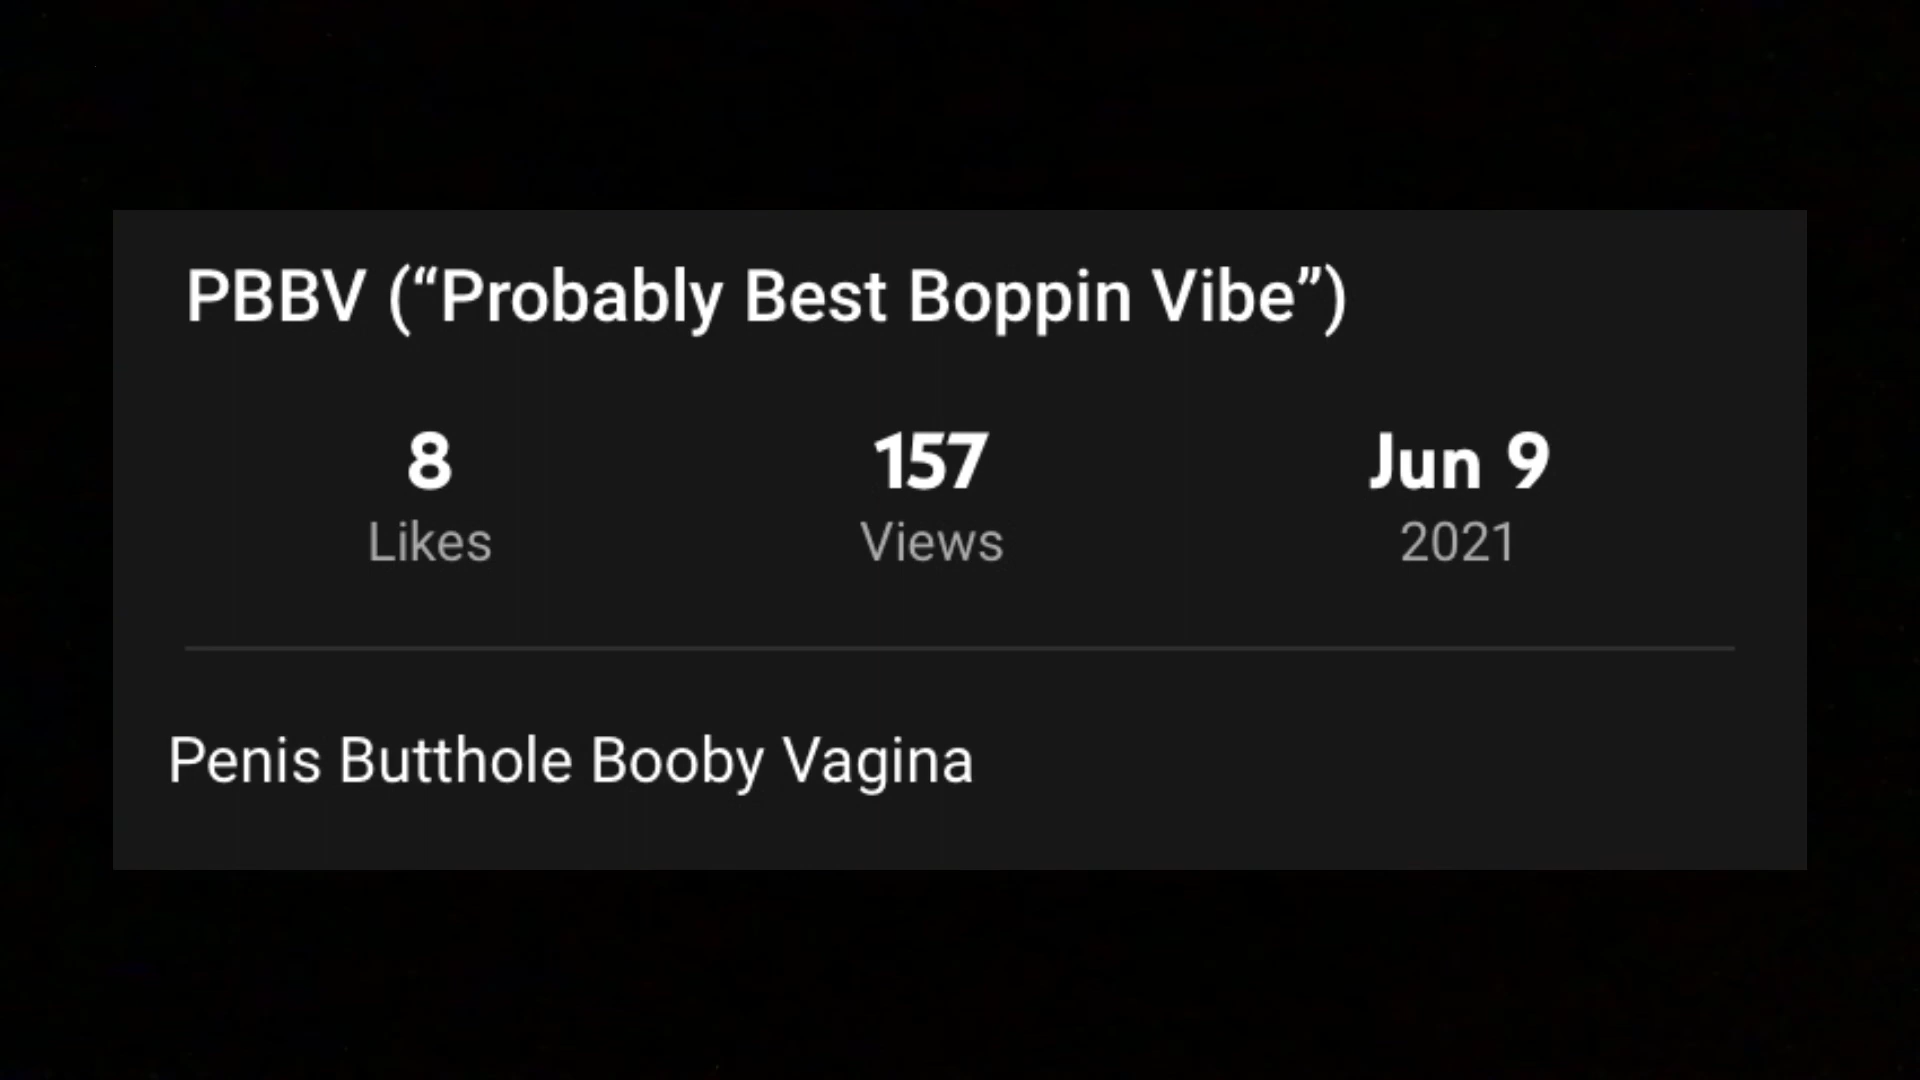 PBBV (“Probably Best Boppin Vibe”)
8 157 Jun 9
Likes Views 2021
Penis Butthole Booby Vagina